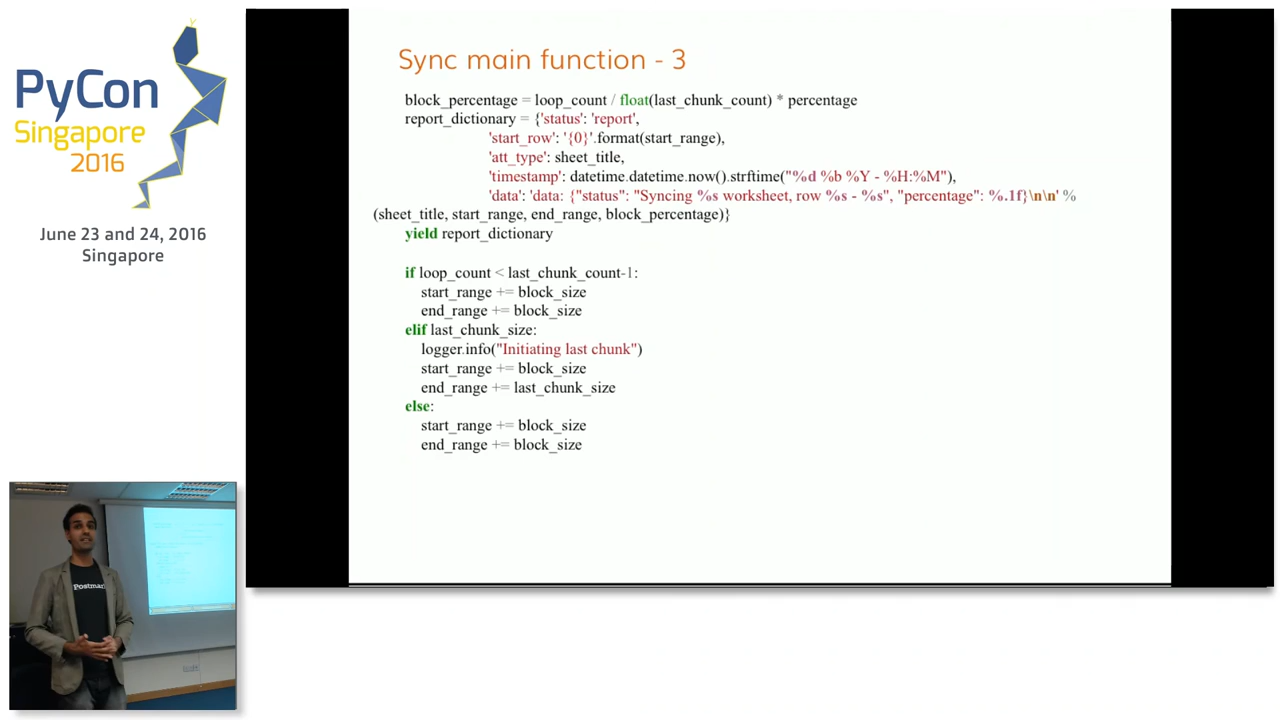 PyCon
Singapore
2016
June 23 and 24, 2016
Singapore
Sync main function - 3
block_percentage = loop_count / float(last_chunk_count) * percentage
report_dictionary = {'status': 'report',
'start_row': '{0}'.format(start_range),
'att_type': sheet_title,
'timestamp': datetime.datetime.now().strftime("%d %b %Y - %H:%M"),
'data': 'data: {"status": "Syncing %s worksheet, row %s - %s", "percentage": %.1f}\n\n' %
(sheet_title, start_range, end_range, block_percentage)}
yield report_dictionary
if loop_count < last_chunk_count-1:
start_range += block_size
end_range += block_size
elif last_chunk_size:
logger.info("Initiating last chunk")
start_range += block_size
end_range += last_chunk_size
else:
start_range += block_size
end_range += block_size
Postman